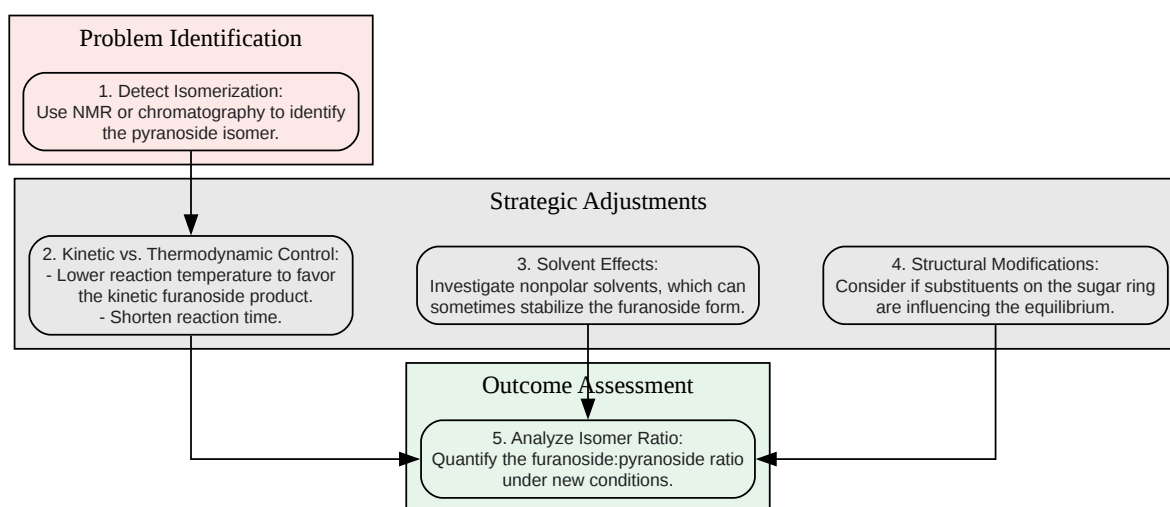 Problem Identification
1. Detect Isomerization:
Use NMR or chromatography to identify
the pyranoside isomer.
Strategic Adjustments
2. Kinetic vs. Thermodynamic Control:
- Lower reaction temperature to favor
the kinetic furanoside product.
- Shorten reaction time.
3. Solvent Effects:
Investigate nonpolar solvents, which can
sometimes stabilize the furanoside form.
4. Structural Modifications:
Consider if substituents on the sugar ring
are influencing the equilibrium.
Outcome Assessment
5. Analyze Isomer Ratio:
Quantify the furanoside:pyranoside ratio
under new conditions.